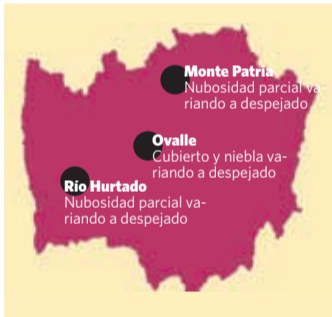 Monte Patria
Nubosidad parcial va-
riando a despejado
Ovalle
Cubierto y niebla va-
riando a despejado
Río Hurtado
Nubosidad parcial va-
riando a despejado